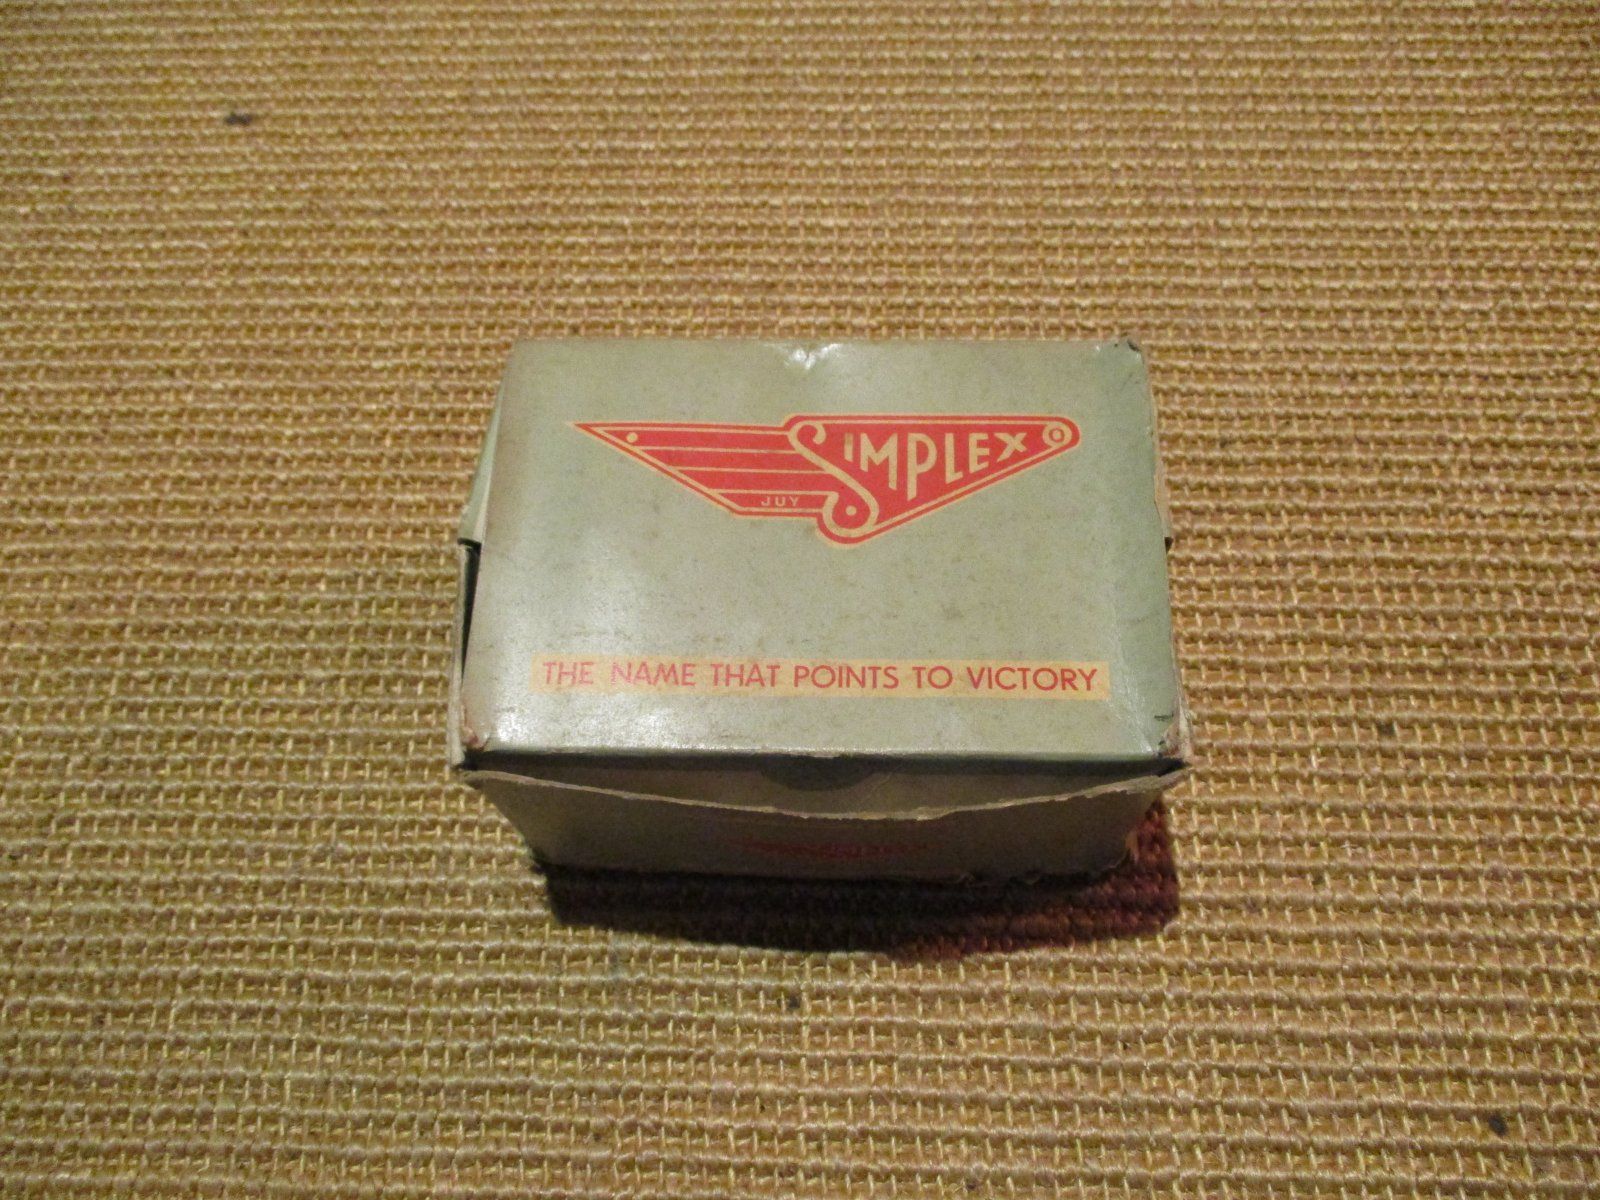 SIMPLEX
JUY
THE NAME THAT POINTS TO VICTORY